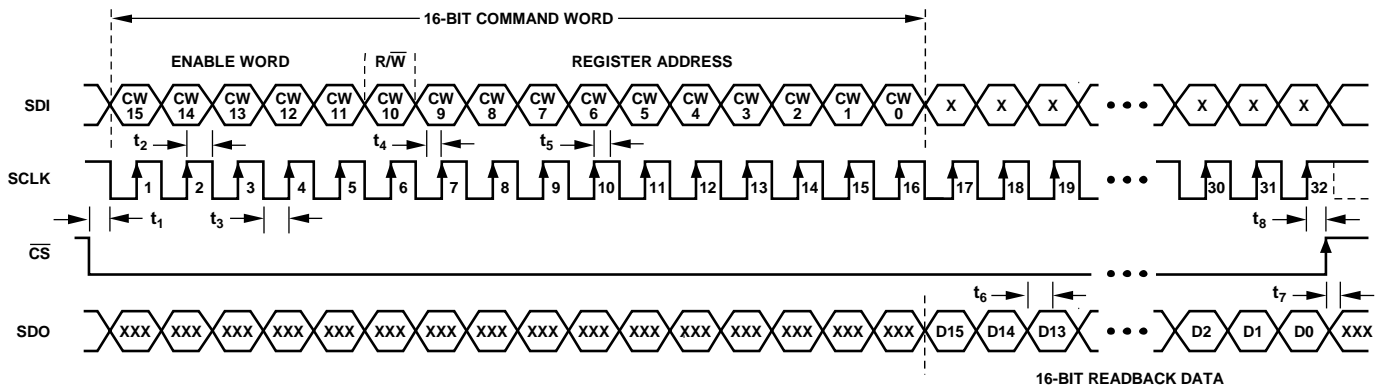 16-BIT COMMAND WORD
ENABLE WORD R/W̅ REGISTER ADDRESS
SDI CW 15 CW 14 CW 13 CW 12 CW 11 CW 10 CW 9 CW 8 CW 7 CW 6 CW 5 CW 4 CW 3 CW 2 CW 1 CW 0 X X X X X X
t2 t4 t5
SCLK 1 2 3 4 5 6 7 8 9 10 11 12 13 14 15 16 17 18 19 30 31 32
t1 t3 t8
C̅S̅
t6 t7
SDO XXX XXX XXX XXX XXX XXX XXX XXX XXX XXX XXX XXX XXX XXX XXX XXX D15 D14 D13 D2 D1 D0 XXX
16-BIT READBACK DATA